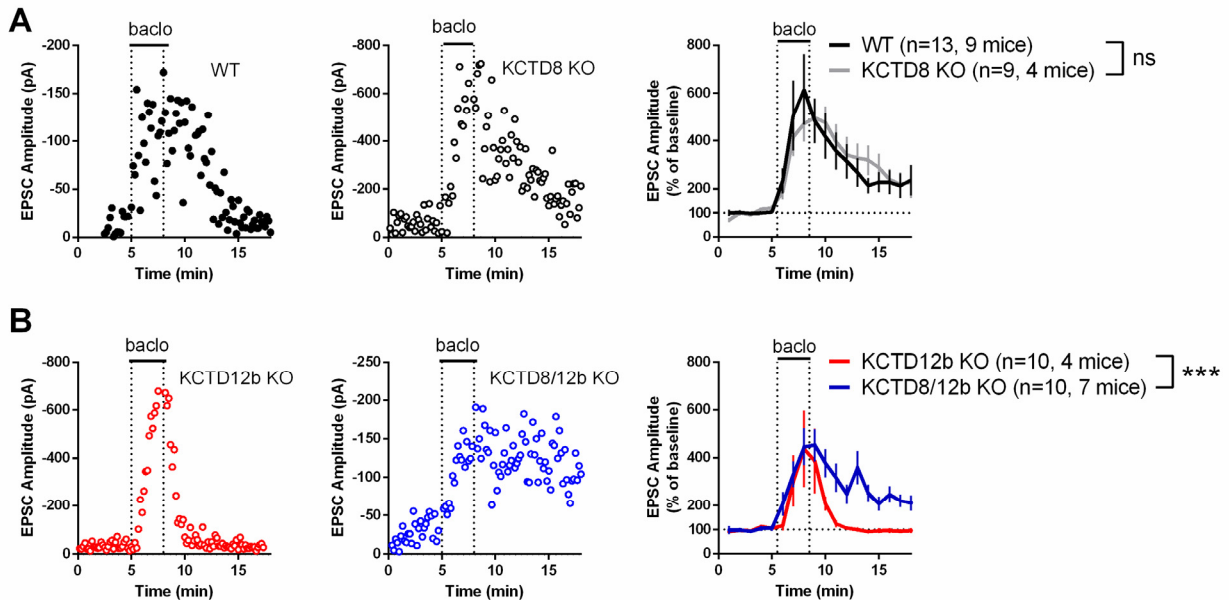 A
baclo
WT
EPSC Amplitude (pA)
-200
-150
-100
-50
0
0 5 10 15
Time (min)
baclo
KCTD8 KO
EPSC Amplitude (pA)
-800
-600
-400
-200
0
0 5 10 15
Time (min)
baclo
WT (n=13, 9 mice)
KCTD8 KO (n=9, 4 mice)
ns
EPSC Amplitude
(% of baseline)
800
600
400
200
100
0
0 5 10 15
Time (min)
B
baclo
KCTD12b KO
EPSC Amplitude (pA)
-800
-600
-400
-200
0
0 5 10 15
Time (min)
baclo
KCTD8/12b KO
EPSC Amplitude (pA)
-250
-200
-150
-100
-50
0
0 5 10 15
Time (min)
baclo
KCTD12b KO (n=10, 4 mice)
KCTD8/12b KO (n=10, 7 mice)
***
EPSC Amplitude
(% of baseline)
800
600
400
200
100
0
0 5 10 15
Time (min)